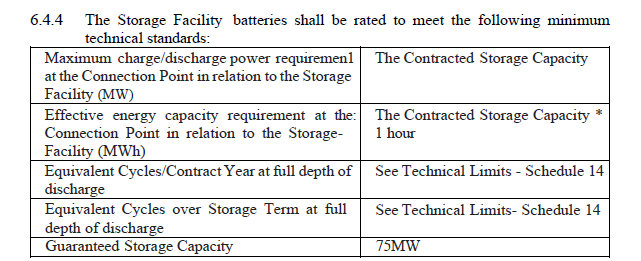 6.4.4 The Storage Facility batteries shall be rated to meet the following minimum
technical standards:
Maximum charge/discharge power requiremenl
at the Connection Point in relation to the Storage
Facility (MW)
The Contracted Storage Capacity
Effective energy capacity requirement at the:
Connection Point in relation to the Storage-
Facility (MWh)
The Contracted Storage Capacity *
1 hour
Equivalent Cycles/Contract Year at full depth of
discharge
See Technical Limits - Schedule 14
Equivalent Cycles over Storage Term at full
depth of discharge
See Technical Limits- Schedule 14
Guaranteed Storage Capacity
75MW